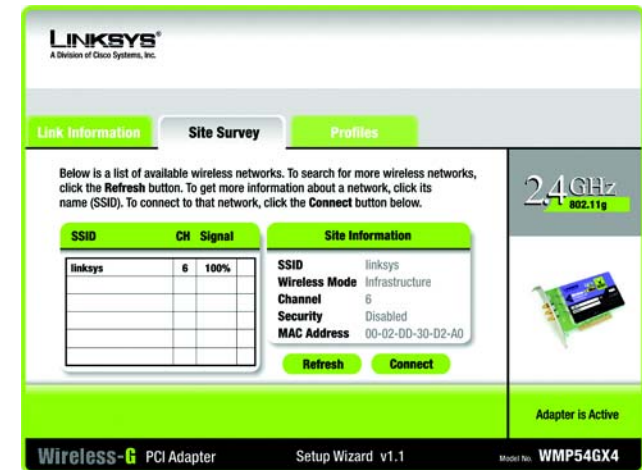 LINKSYS®
A Division of Cisco Systems, Inc.
Link Information
Site Survey
Profiles
Below is a list of available wireless networks. To search for more wireless networks,
click the Refresh button. To get more information about a network, click its
name (SSID). To connect to that network, click the Connect button below.
2.4GHz
802.11g
SSID CH Signal
linksys 6 100%
Site Information
SSID linksys
Wireless Mode Infrastructure
Channel 6
Security Disabled
MAC Address 00-02-DD-30-D2-A0
Refresh
Connect
Adapter is Active
Wireless-G PCI Adapter
Setup Wizard v1.1
Model No. WMP54GX4